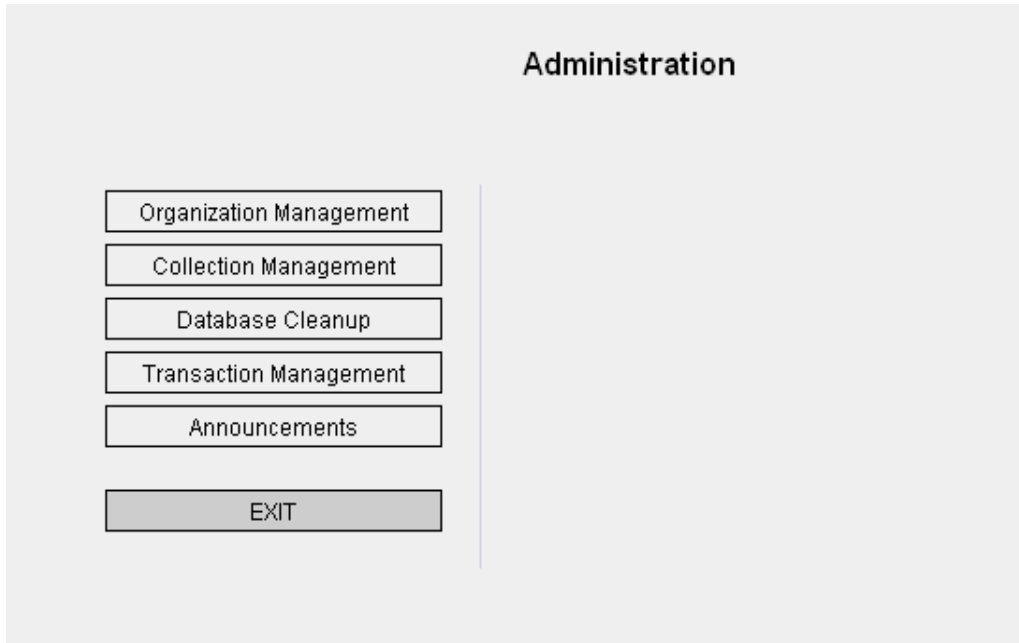 Administration
Organization Management
Collection Management
Database Cleanup
Transaction Management
Announcements
EXIT